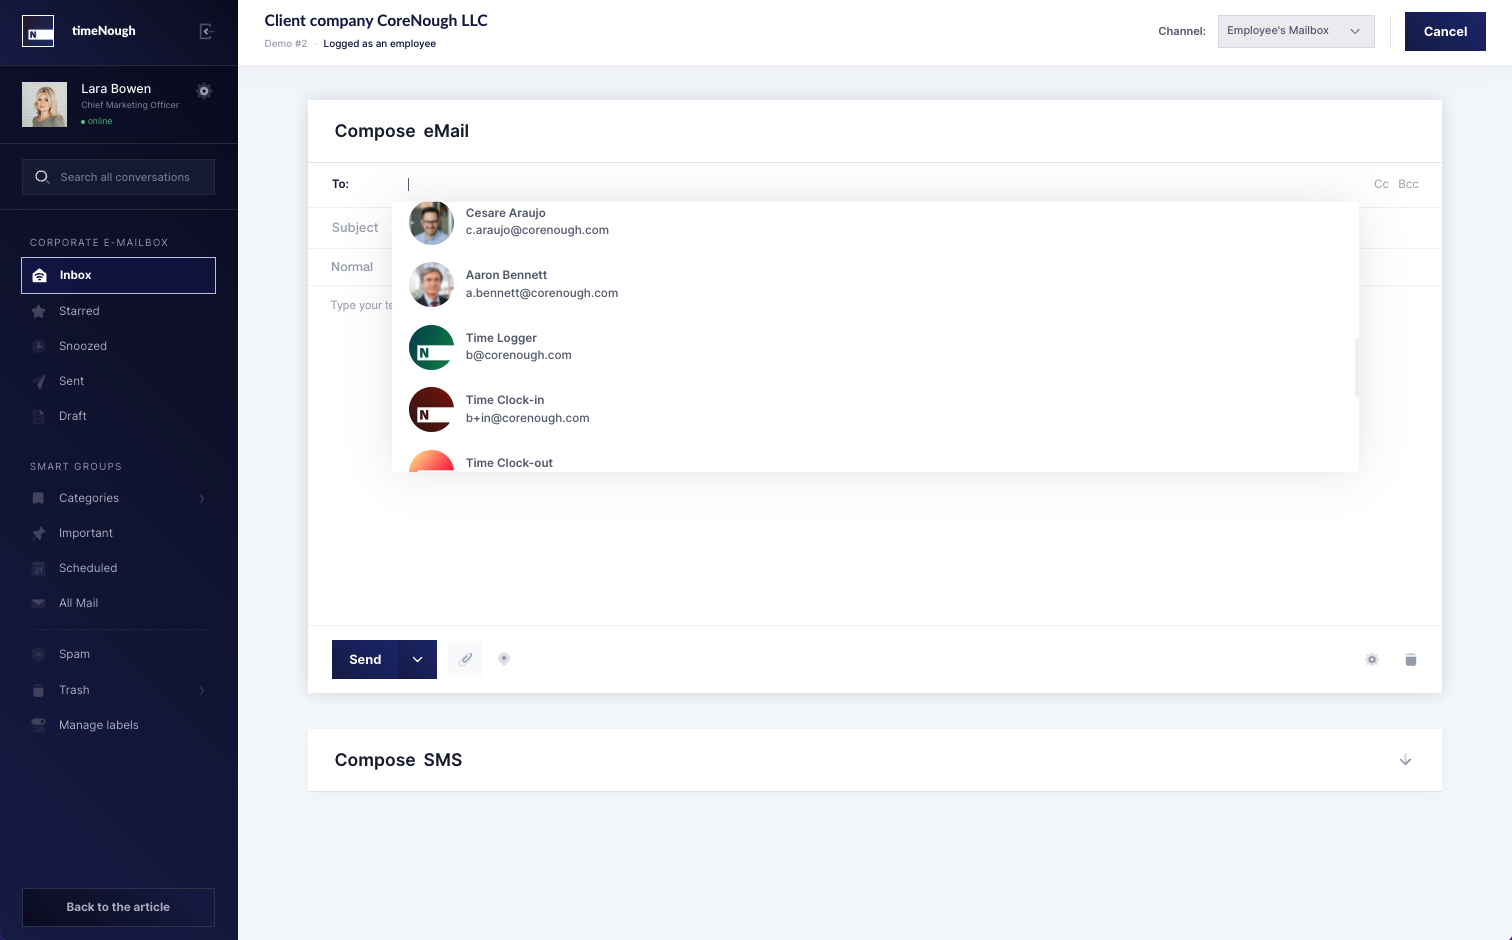 N
timeNough
Lara Bowen
Chief Marketing Officer
online
Search all conversations
CORPORATE E-MAILBOX
Inbox
Starred
Snoozed
Sent
Draft
SMART GROUPS
Categories
Important
Scheduled
All Mail
Spam
Trash
Manage labels
Back to the article
Client company CoreNough LLC
Demo #2 - Logged as an employee
Channel:
Employee's Mailbox
Cancel
Compose eMail
To:
Cc Bcc
Subject
Normal
Type your te
Cesare Araujo
c.araujo@corenough.com
Aaron Bennett
a.bennett@corenough.com
N
Time Logger
b@corenough.com
N
Time Clock-in
b+in@corenough.com
Time Clock-out
Send
Compose SMS